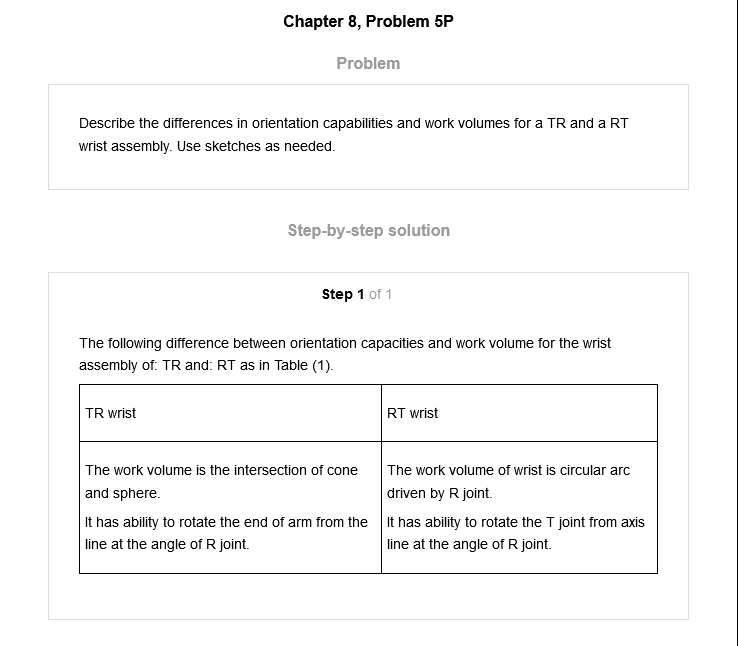 Chapter 8, Problem 5P
Problem
Describe the differences in orientation capabilities and work volumes for a TR and a RT
wrist assembly. Use sketches as needed.
Step-by-step solution
Step 1 of 1
The following difference between orientation capacities and work volume for the wrist
assembly of: TR and: RT as in Table (1).
TR wrist
RT wrist
The work volume is the intersection of cone
and sphere.
It has ability to rotate the end of arm from the
line at the angle of R joint.
The work volume of wrist is circular arc
driven by R joint.
It has ability to rotate the T joint from axis
line at the angle of R joint.